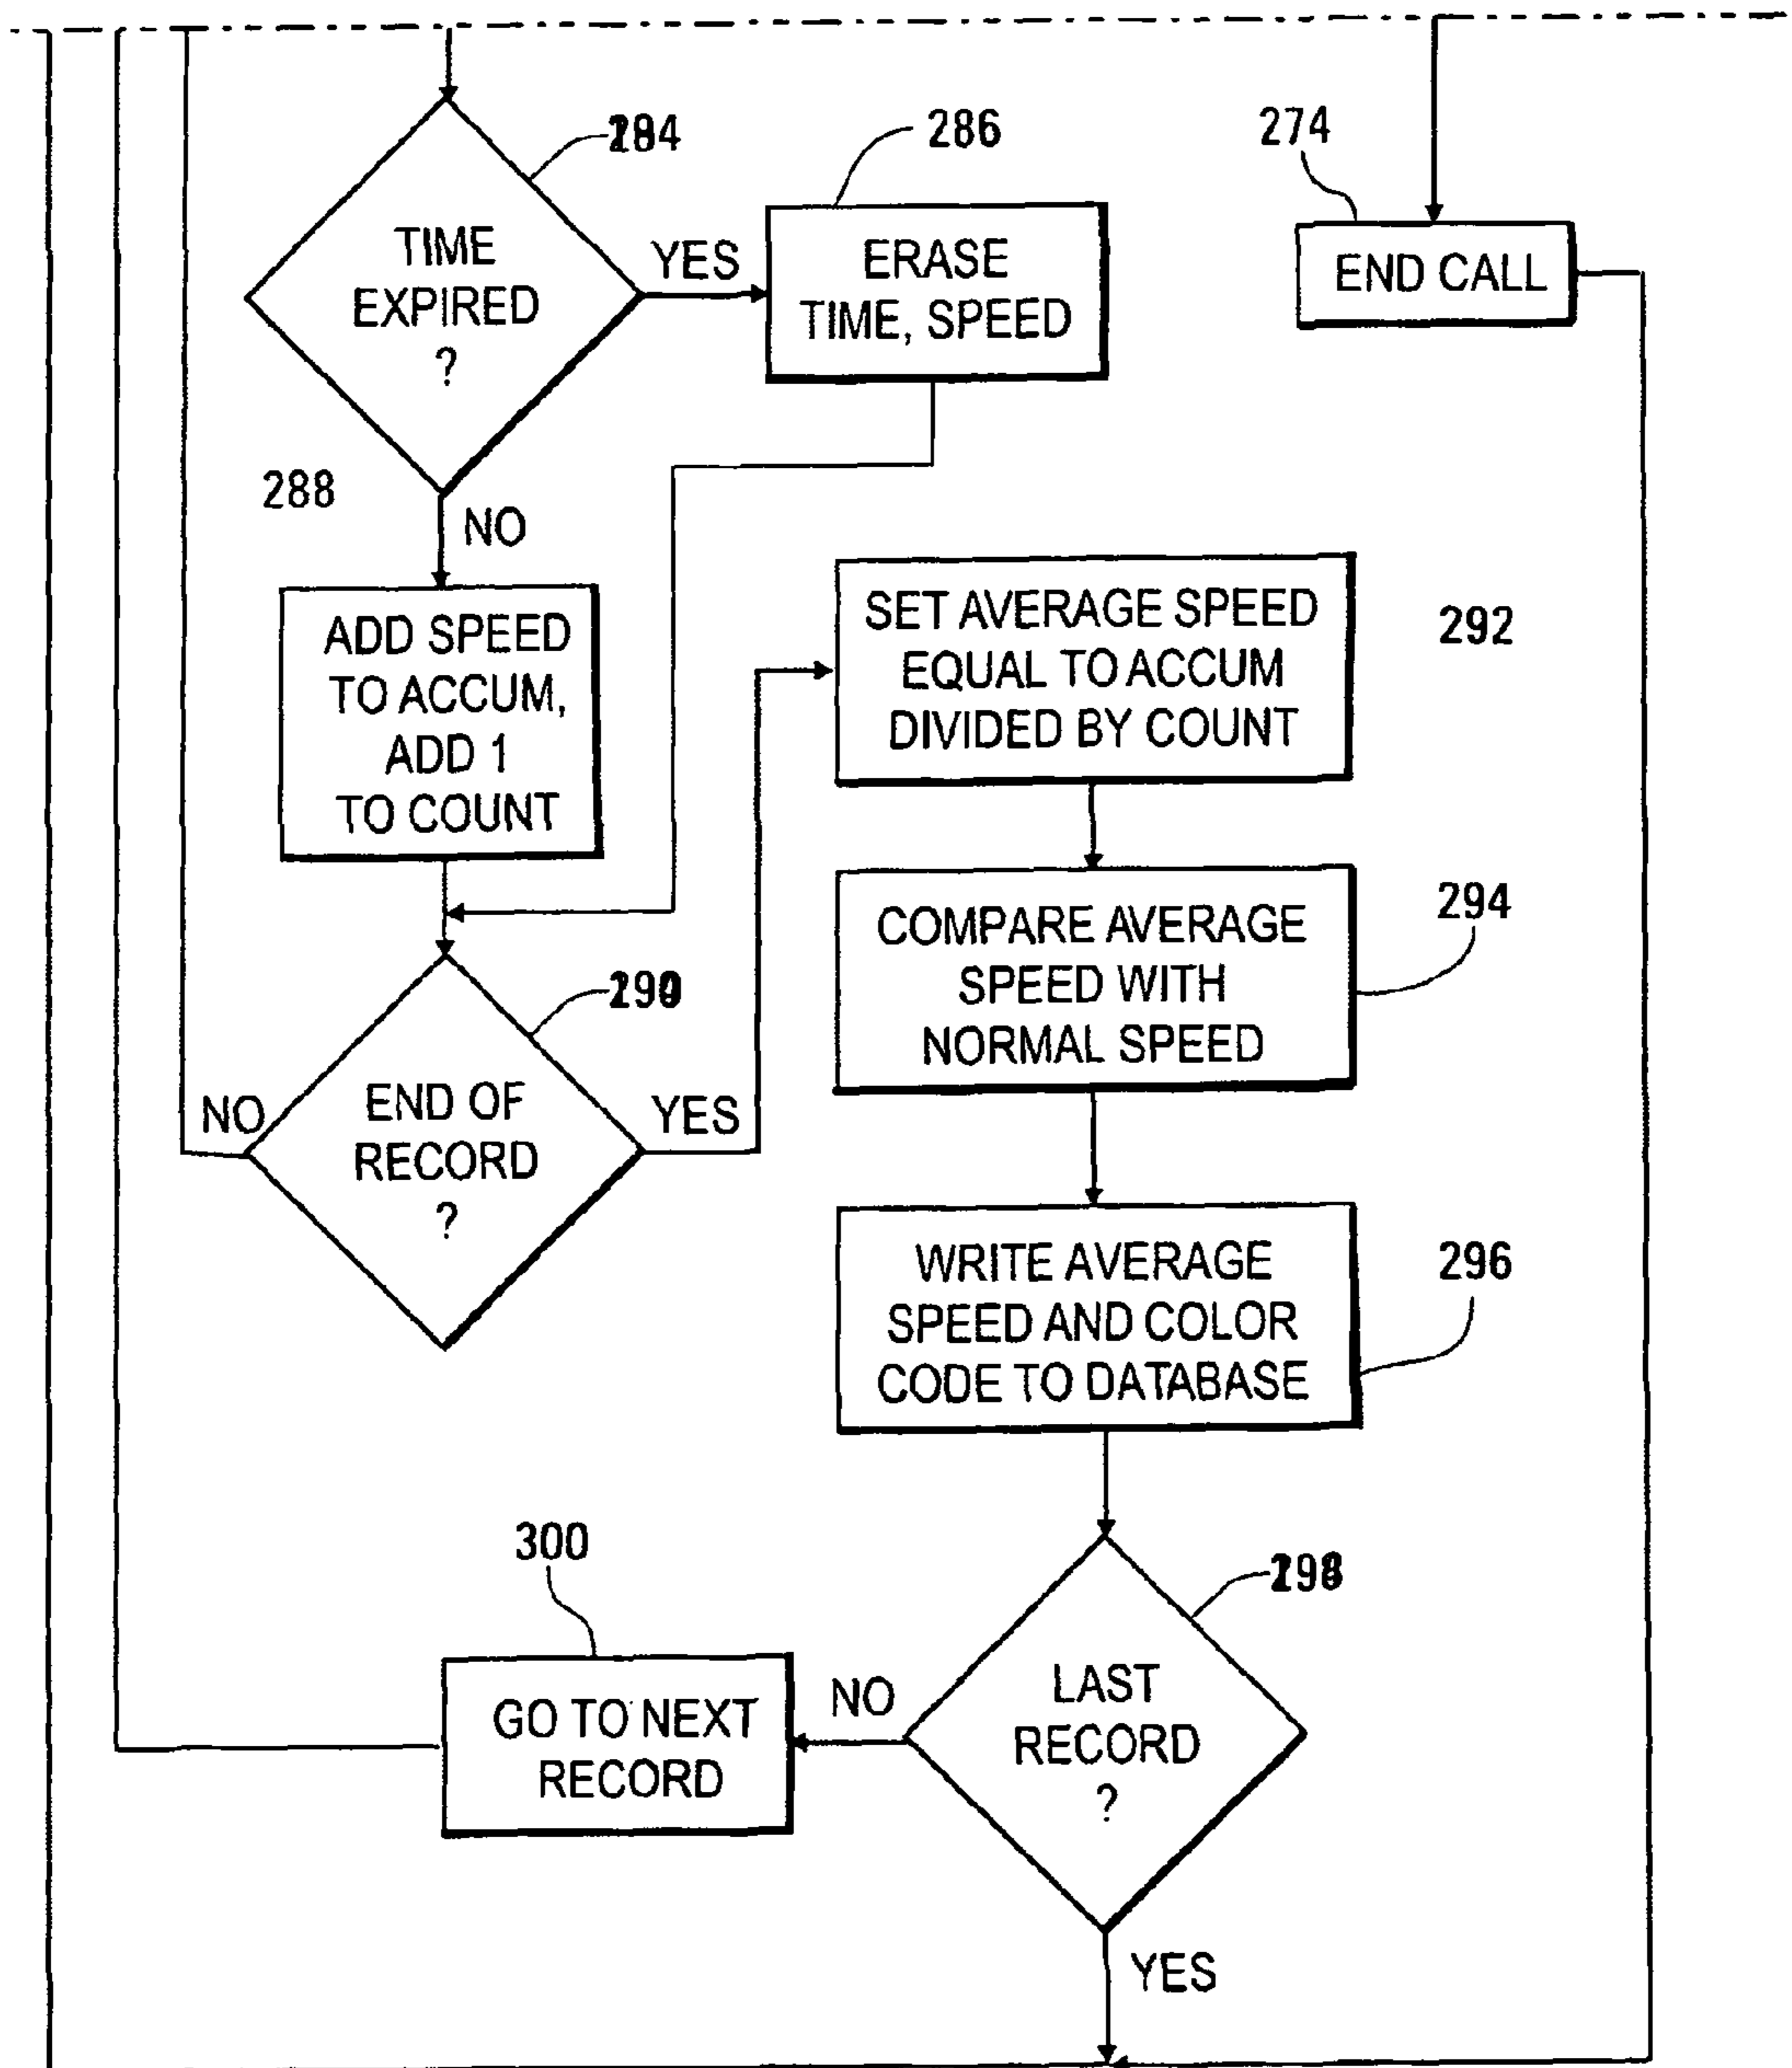 286
274
TIME
EXPIRED
?
YES
ERASE
TIME, SPEED
END CALL
288
NO
ADD SPEED
TO ACCUM,
ADD 1
TO COUNT
SET AVERAGE SPEED
EQUAL TO ACCUM
DIVIDED BY COUNT
292
COMPARE AVERAGE
SPEED WITH
NORMAL SPEED
294
NO
END OF
RECORD
?
YES
WRITE AVERAGE
SPEED AND COLOR
CODE TO DATABASE
296
300
GO TO NEXT
RECORD
NO
LAST
RECORD
?
YES